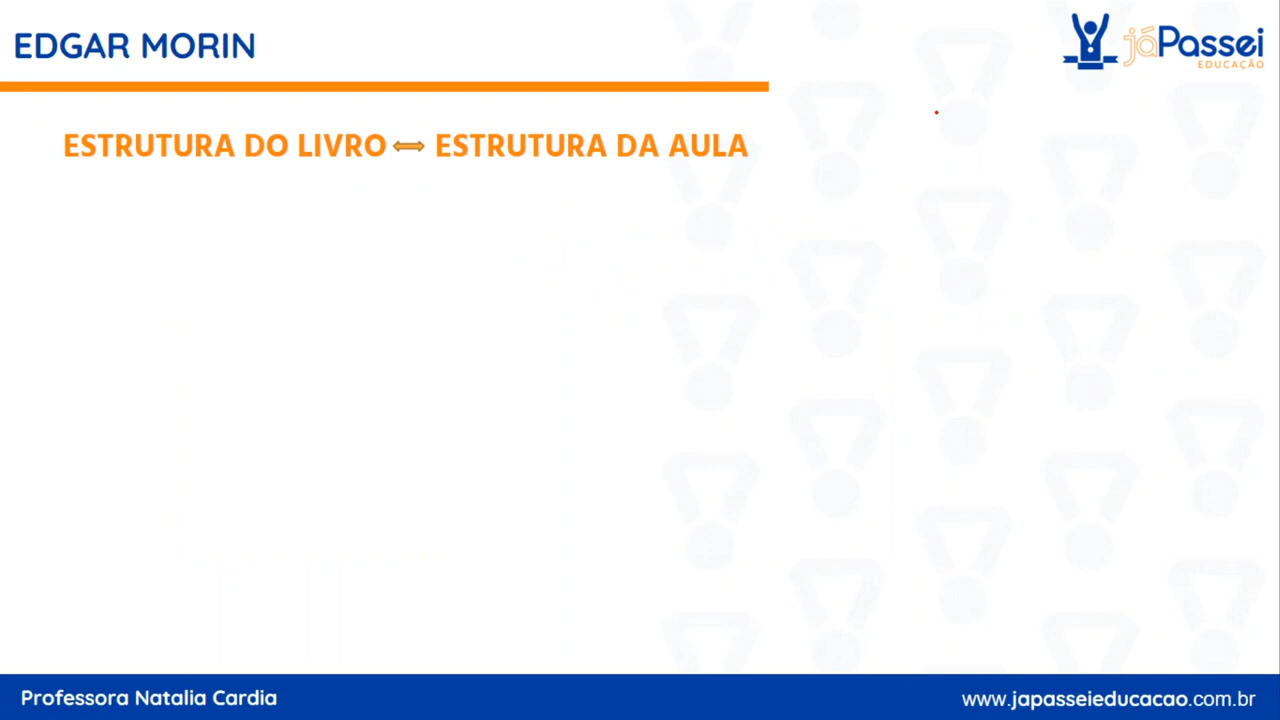 EDGAR MORIN
jáPassei
EDUCAÇÃO
ESTRUTURA DO LIVRO ⟺ ESTRUTURA DA AULA
Professora Natalia Cardia
www.japasseieducacao.com.br